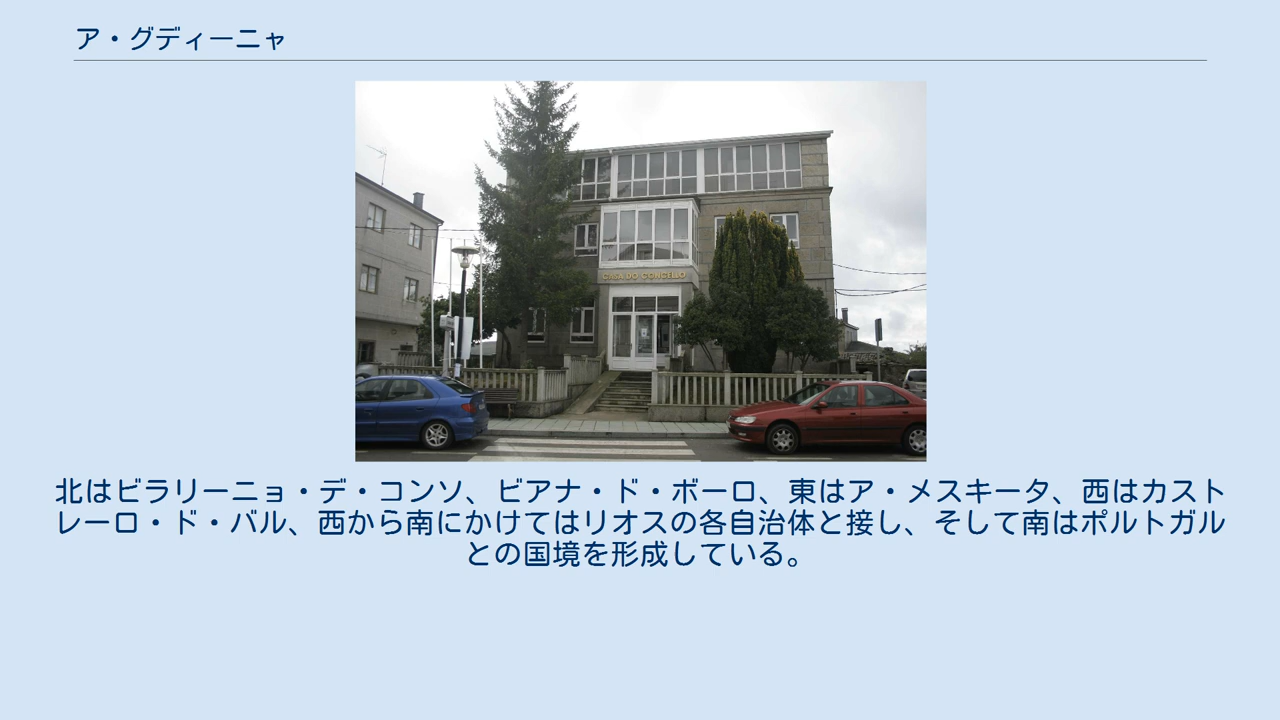 ア・グディーニャ
CASA DO CONCELLO
北はビラリーニョ・デ・コンソ、ビアナ・ド・ボーロ、東はア・メスキータ、西はカスト
レーロ・ド・バル、西から南にかけてはリオスの各自治体と接し、そして南はポルトガル
との国境を形成している。